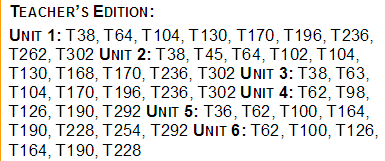 TEACHER'S EDITION:
UNIT 1: T38, T64, T104, T130, T170, T196, T236,
T262, T302 UNIT 2: T38, T45, T64, T102, T104,
T130, T168, T170, T236, T302 UNIT 3: T38, T63,
T104, T170, T196, T236, T302 UNIT 4: T62, T98,
T126, T190, T292 UNIT 5: T36, T62, T100, T164,
T190, T228, T254, T292 UNIT 6: T62, T100, T126,
T164, T190, T228